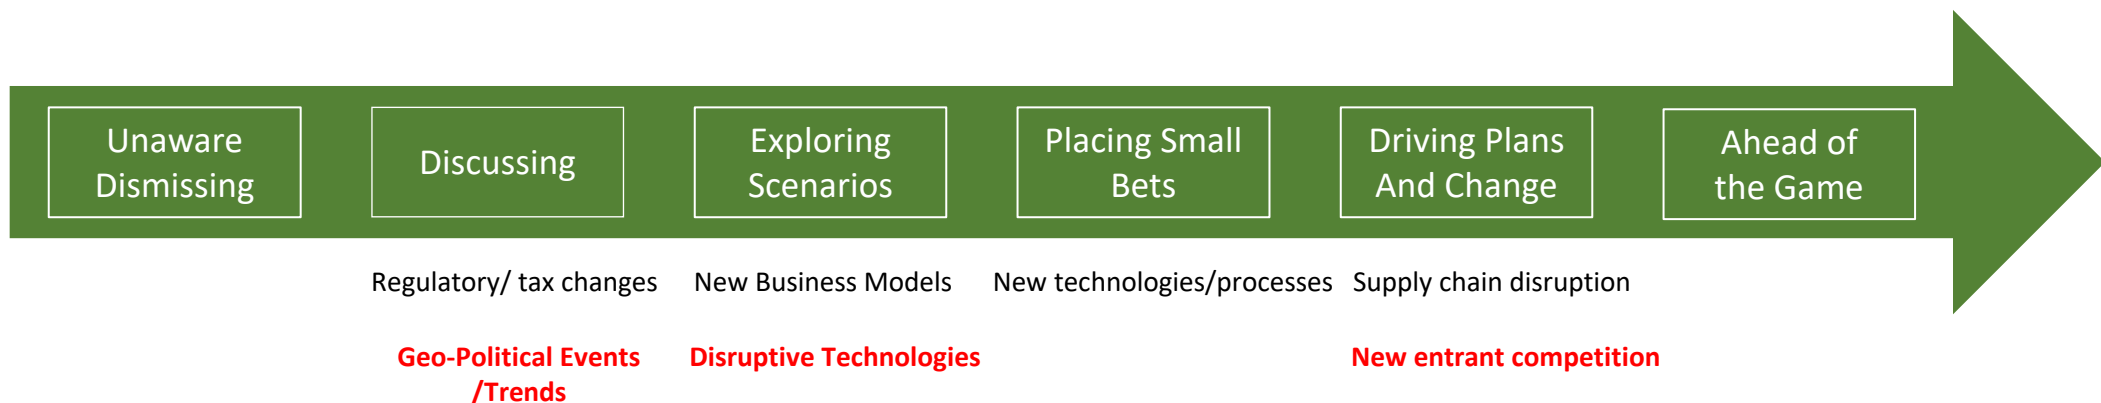 Unaware
Dismissing
Discussing
Exploring
Scenarios
Placing Small
Bets
Driving Plans
And Change
Ahead of
the Game
Regulatory/ tax changes
New Business Models
New technologies/processes
Supply chain disruption
Geo-Political Events
/Trends
Disruptive Technologies
New entrant competition